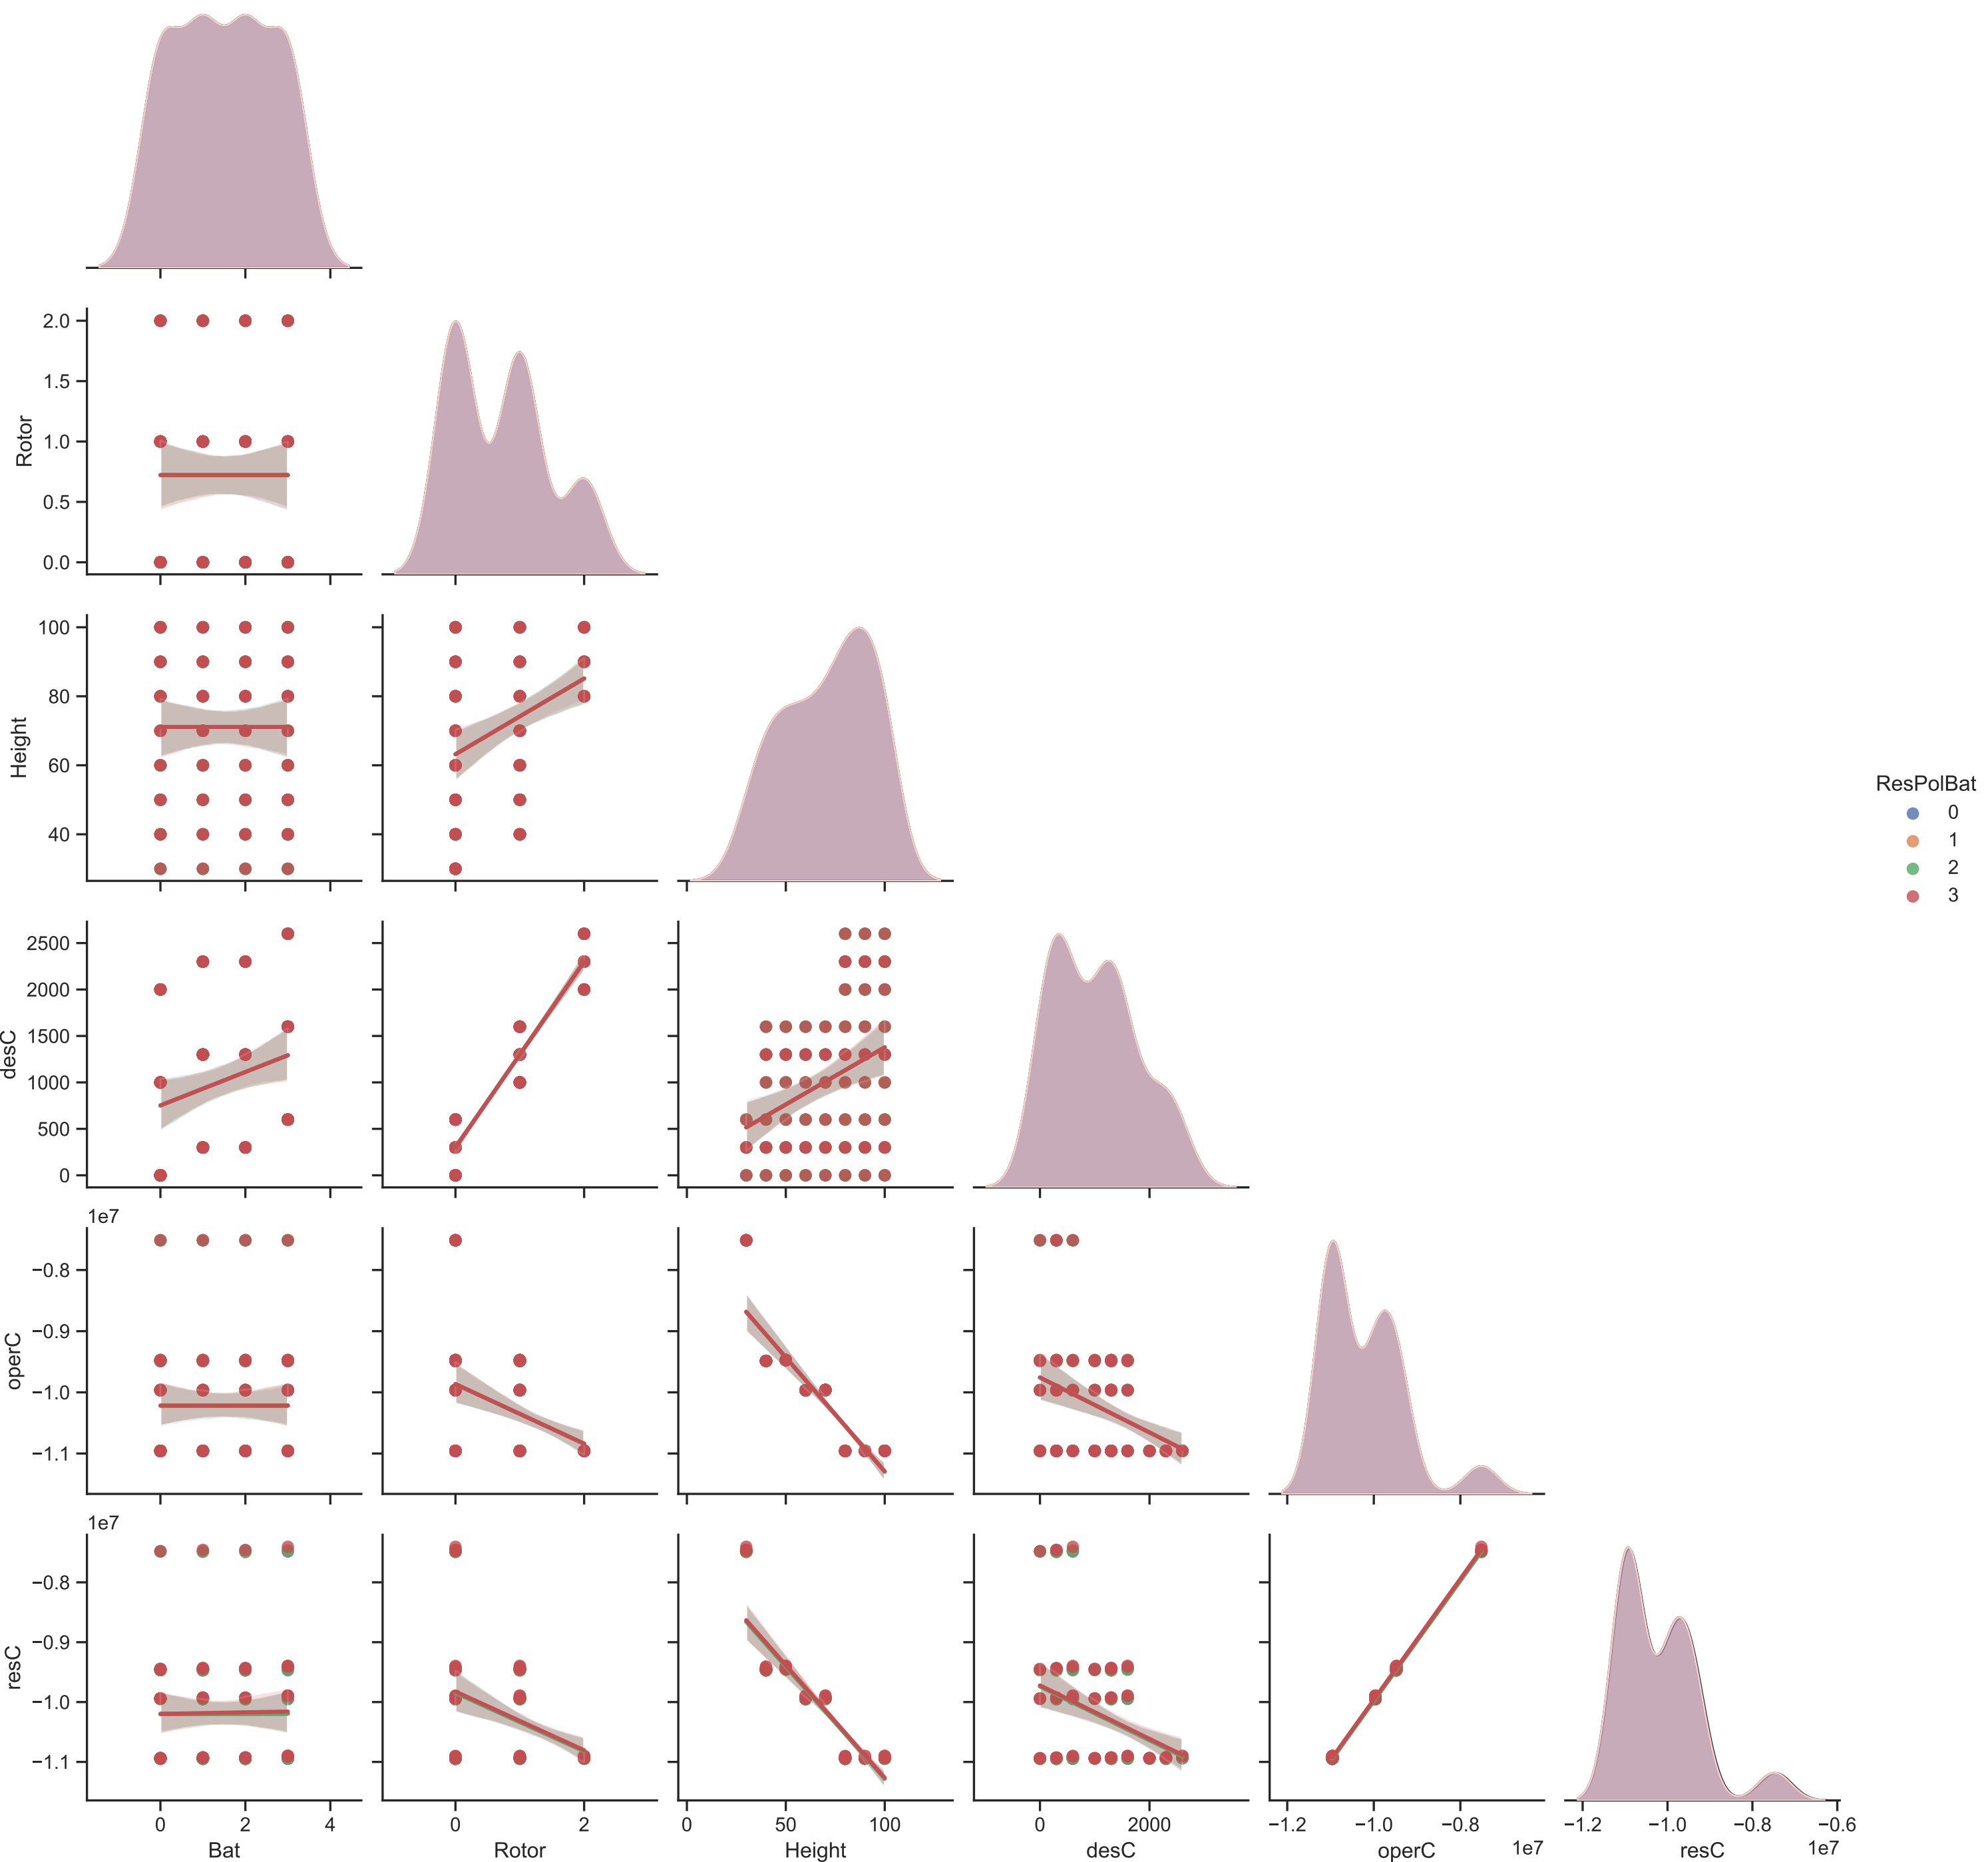 2.0
1.5
1.0
0.5
0.0
Rotor
100
80
60
40
Height
ResPolBat
0
1
2
3
2500
2000
1500
1000
500
0
desC
1e7
−0.8
−0.9
−1.0
−1.1
operC
1e7
−0.8
−0.9
−1.0
−1.1
resC
0 2 4
Bat
0 2
Rotor
0 50 100
Height
0 2000
desC
−1.2 −1.0 −0.8
1e7
operC
−1.2 −1.0 −0.8 −0.6
1e7
resC